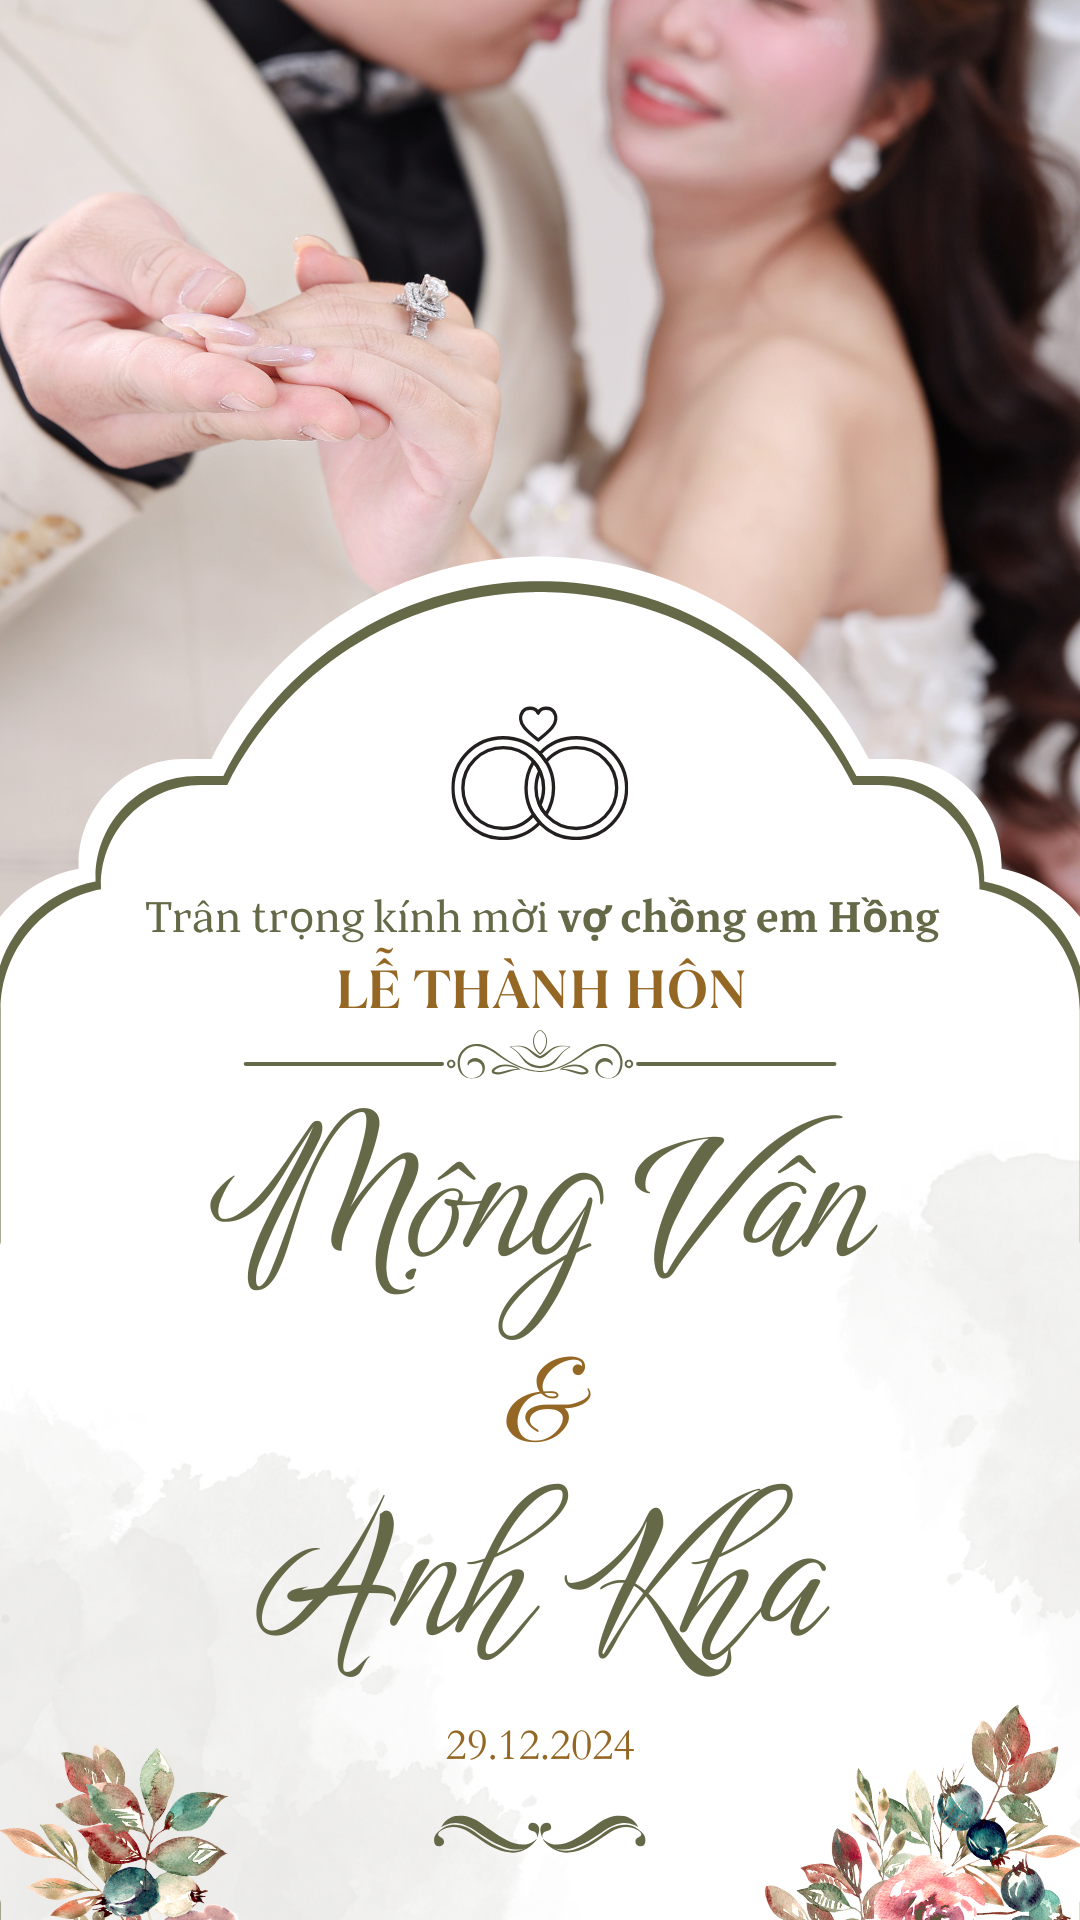 Trân trọng kính mời vợ chồng em Hồng
LỄ THÀNH HÔN
Mộng Vân
&
Anh Kha
29.12.2024